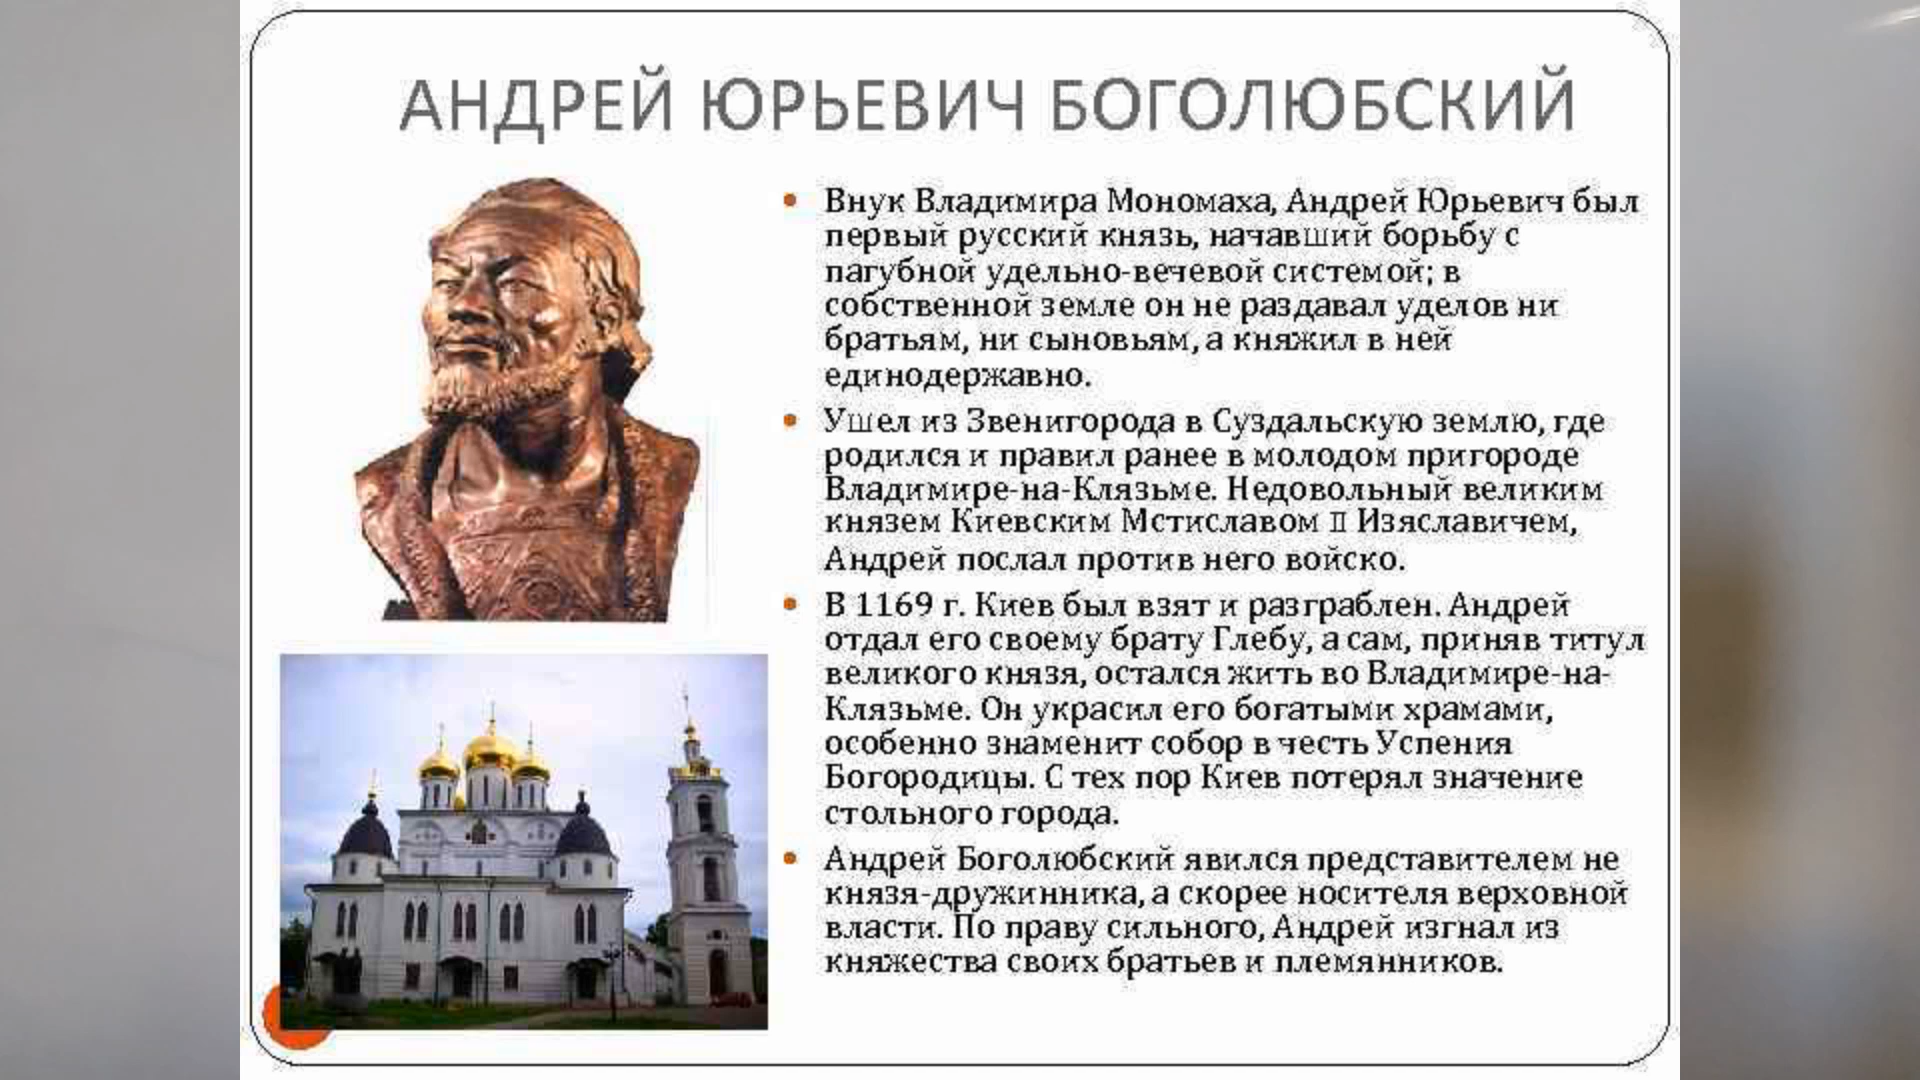 АНДРЕЙ ЮРЬЕВИЧ БОГОЛЮБСКИЙ
• Внук Владимира Мономаха, Андрей Юрьевич был
первый русский князь, начавший борьбу с
пагубной удельно-вечевой системой; в
собственной земле он не раздавал уделов ни
братьям, ни сыновьям, а княжил в ней
единодержавно.
• Ушел из Звенигорода в Суздальскую землю, где
родился и правил ранее в молодом пригороде
Владимире-на-Клязьме. Недовольный великим
князем Киевским Мстиславом II Изяславичем,
Андрей послал против него войско.
• В 1169 г. Киев был взят и разграблен. Андрей
отдал его своему брату Глебу, а сам, приняв титул
великого князя, остался жить во Владимире-на-
Клязьме. Он украсил его богатыми храмами,
особенно знаменит собор в честь Успения
Богородицы. С тех пор Киев потерял значение
стольного города.
• Андрей Боголюбский явился представителем не
князя-дружинника, а скорее носителя верховной
власти. По праву сильного, Андрей изгнал из
княжества своих братьев и племянников.